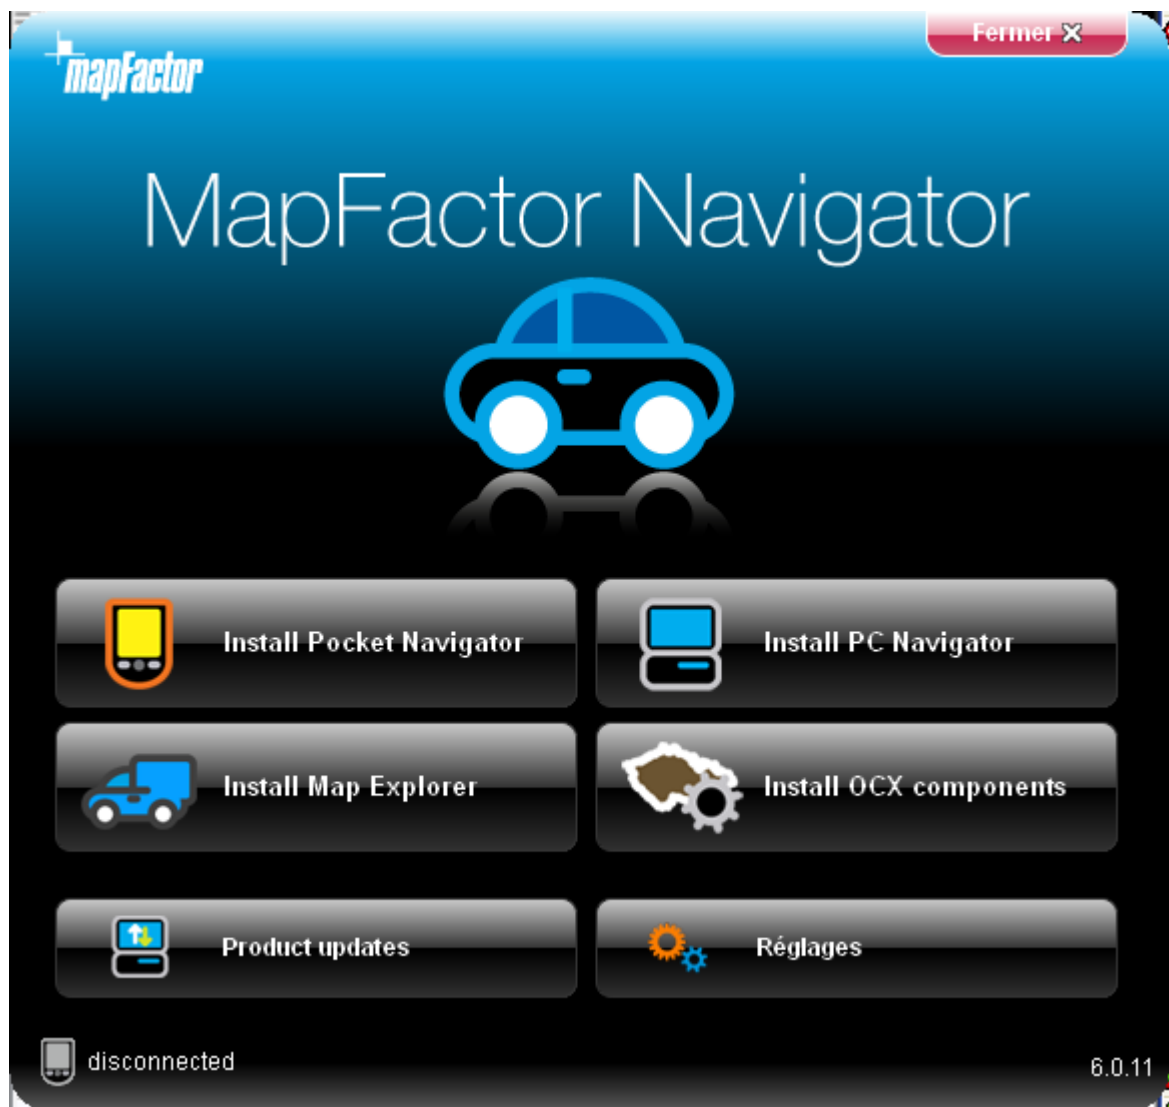 Fermer X
mapFactor
MapFactor Navigator
Install Pocket Navigator
Install PC Navigator
Install Map Explorer
Install OCX components
Product updates
Réglages
disconnected
6.0.11